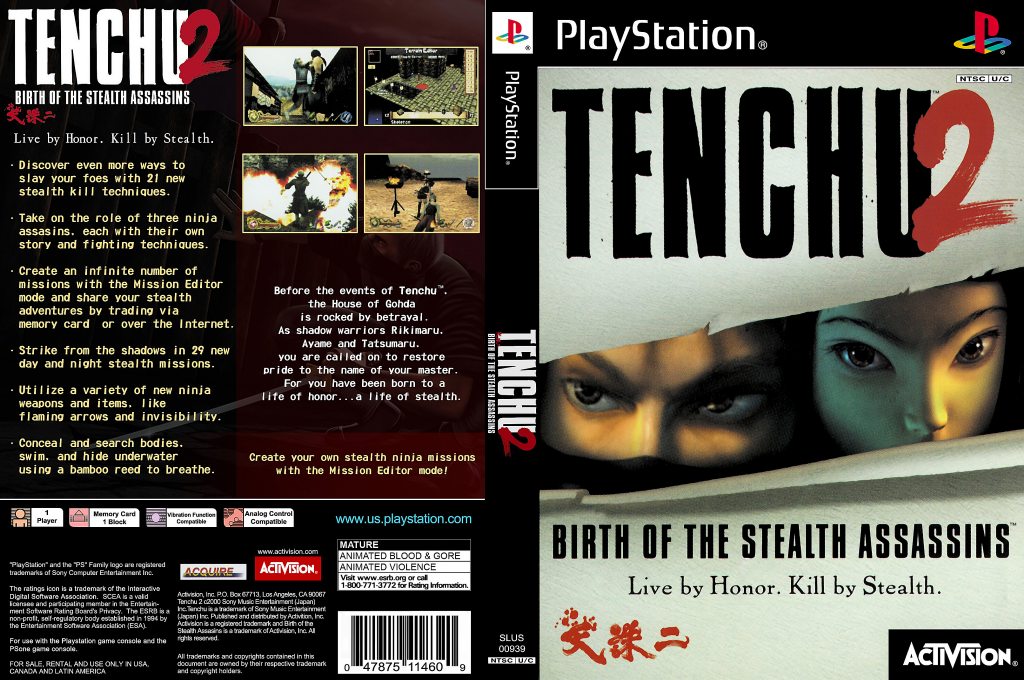 TENCHU 2
BIRTH OF THE STEALTH ASSASSINS
Live by Honor. Kill by Stealth.
· Discover even more ways to
slay your foes with 21 new
stealth kill techniques.
· Take on the role of three ninja
assasins, each with their own
story and fighting techniques.
· Create an infinite number of
missions with the Mission Editor
mode and share your stealth
adventures by trading via
memory card or over the Internet.
· Strike from the shadows in 29 new
day and night stealth missions.
· Utilize a variety of new ninja
weapons and items, like
flaming arrows and invisibility.
· Conceal and search bodies,
swim, and hide underwater
using a bamboo reed to breathe.
Terrain Editor
Before the events of Tenchu™,
the House of Gohda
is rocked by betrayal.
As shadow warriors Rikimaru,
Ayame and Tatsumaru,
you are called on to restore
pride to the name of your master.
For you have been born to a
life of honor...a life of stealth.
Create your own stealth ninja missions
with the Mission Editor mode!
1
Player
Memory Card
1 Block
Vibration Function
Compatible
Analog Control
Compatible
www.us.playstation.com
"PlayStation" and the "PS" Family logo are registered
trademarks of Sony Computer Entertainment Inc.
The ratings icon is a trademark of the Interactive
Digital Software Association. SCEA is a valid
licensee and participating member in the Entertain-
ment Software Rating Board's Privacy. The ESRB is a
non-profit, self-regulatory body established in 1994 by
the Entertainment Software Association (ESA).
For use with the Playstation game console and the
PSone game console.
FOR SALE, RENTAL AND USE ONLY IN USA,
CANADA AND LATIN AMERICA
www.activision.com
ACQUIRE
ACTIVISION.
Activision, Inc. P.O. Box 67713, Los Angeles, CA 90067
Tenchu 2 c2000 Sony Music Entertainment (Japan)
Inc.Tenchu is a trademark of Sony Music Entertainment
(Japan) Inc. Published and distributed by Activition, Inc.
Activision is a registered trademark and Birth of the
Stealth Assasins is a trademark of Activision, Inc. All
rights reserved.
All trademarks and copyrights contained in this
document are owned by their respective trademark
and copyright holders.
MATURE
ANIMATED BLOOD & GORE
ANIMATED VIOLENCE
Visit www.esrb.org or call
1-800-771-3772 for Rating Information.
0 47875 11460 9
PlayStation®
TENCHU 2
BIRTH OF THE STEALTH ASSASSINS
SLUS
00939
NTSC U/C
PlayStation®
NTSC U/C
TENCHU™ 2
BIRTH OF THE STEALTH ASSASSINS™
Live by Honor. Kill by Stealth.
ACTIVISION®